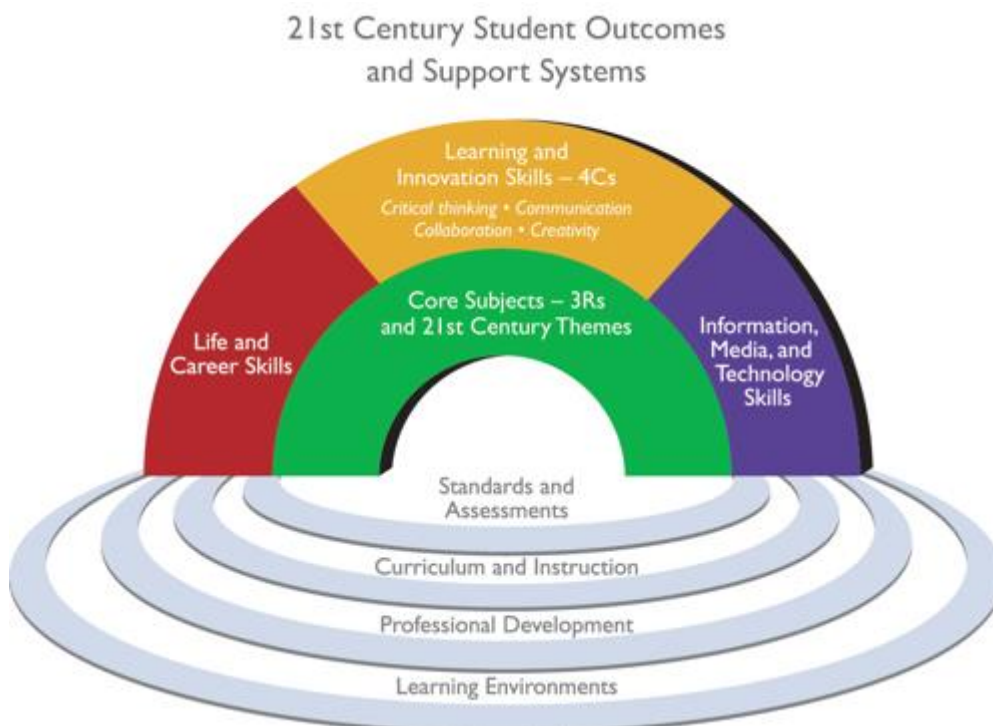 21st Century Student Outcomes
and Support Systems
Learning and
Innovation Skills – 4Cs
Critical thinking • Communication
Collaboration • Creativity
Core Subjects – 3Rs
and 21st Century Themes
Life and
Career Skills
Information,
Media, and
Technology
Skills
Standards and
Assessments
Curriculum and Instruction
Professional Development
Learning Environments